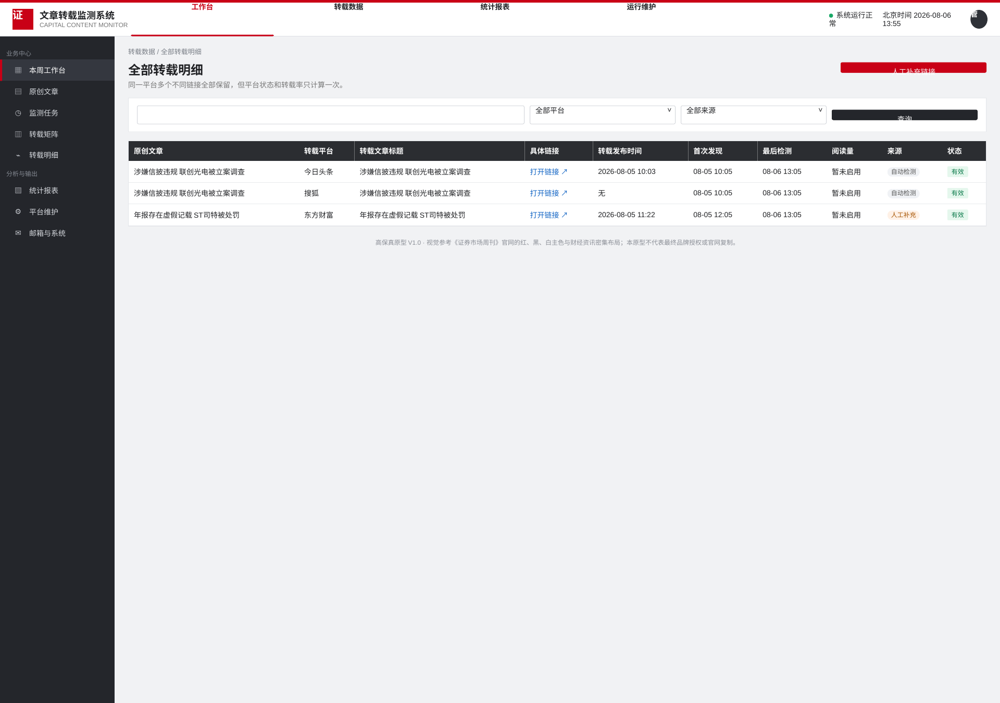 证
文章转载监测系统
CAPITAL CONTENT MONITOR
工作台
转载数据
统计报表
运行维护
系统运行正
常
北京时间 2026-08-06
13:55
管
业务中心
本周工作台
原创文章
监测任务
转载矩阵
转载明细
分析与输出
统计报表
平台维护
邮箱与系统
转载数据 / 全部转载明细
全部转载明细
人工补充链接
同一平台多个不同链接全部保留，但平台状态和转载率只计算一次。
全部平台
全部来源
查询
原创文章 转载平台 转载文章标题 具体链接 转载发布时间 首次发现 最后检测 阅读量 来源 状态
涉嫌信披违规 联创光电被立案调查 今日头条 涉嫌信披违规 联创光电被立案调查 打开链接 ↗ 2026-08-05 10:03 08-05 10:05 08-06 13:05 暂未启用 自动检测 有效
涉嫌信披违规 联创光电被立案调查 搜狐 涉嫌信披违规 联创光电被立案调查 打开链接 ↗ 无 08-05 10:05 08-06 13:05 暂未启用 自动检测 有效
年报存在虚假记载 ST司特被处罚 东方财富 年报存在虚假记载 ST司特被处罚 打开链接 ↗ 2026-08-05 11:22 08-05 12:05 08-06 13:05 暂未启用 人工补充 有效
高保真原型 V1.0 · 视觉参考《证券市场周刊》官网的红、黑、白主色与财经资讯密集布局；本原型不代表最终品牌授权或官网复制。